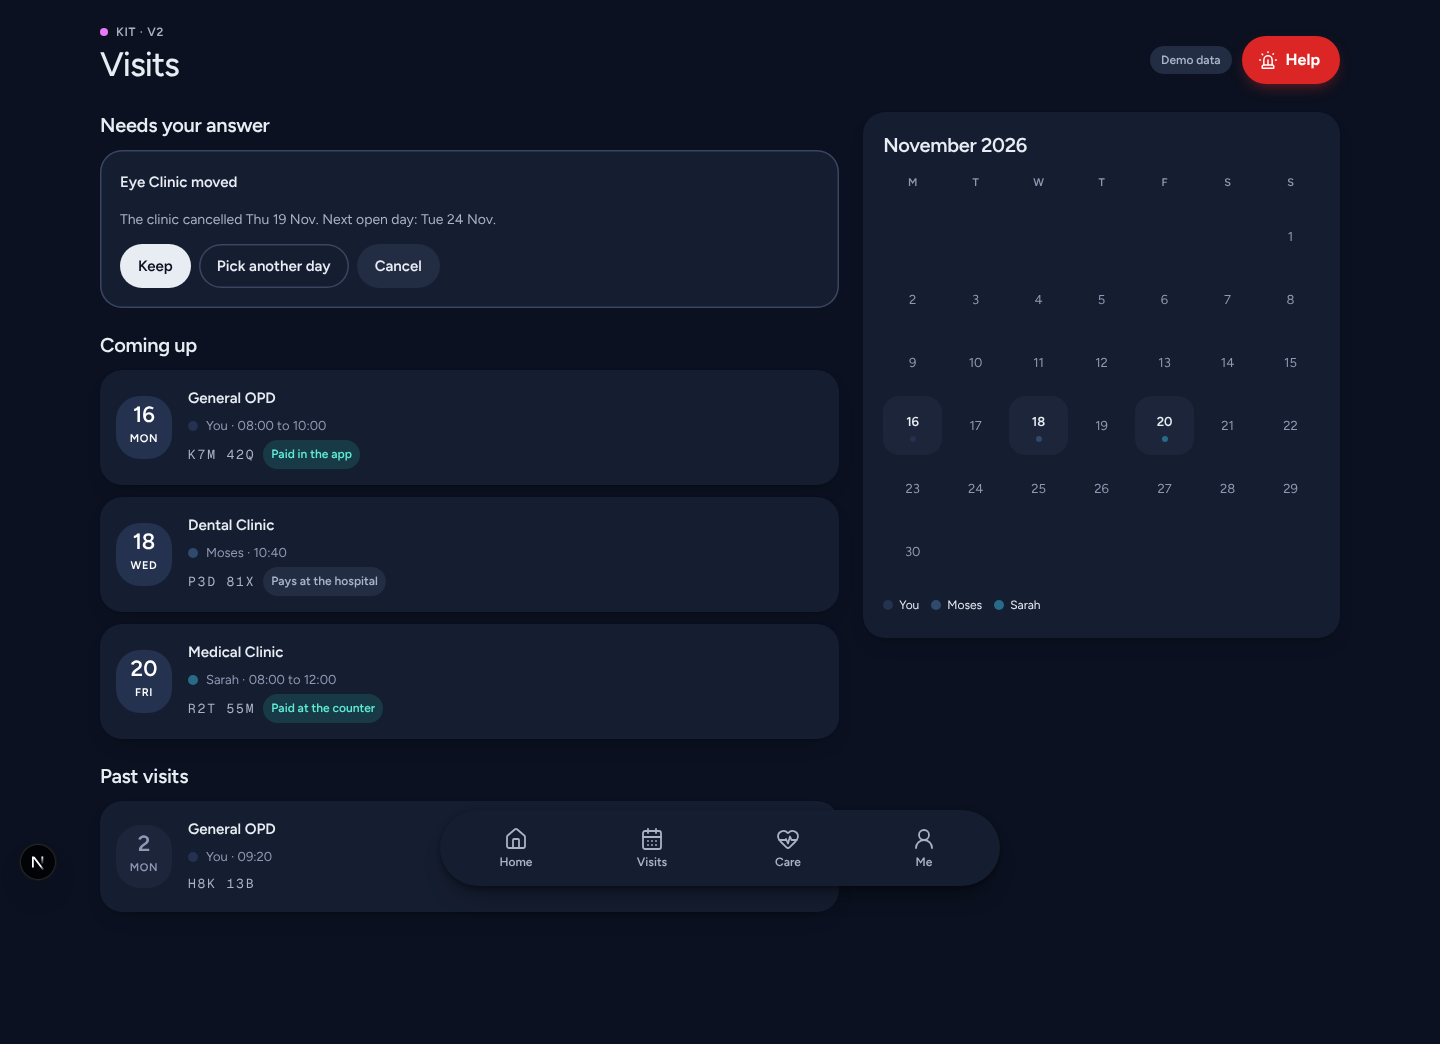 KIT · V2
Visits
Demo data
Help
Needs your answer
Eye Clinic moved
The clinic cancelled Thu 19 Nov. Next open day: Tue 24 Nov.
Keep
Pick another day
Cancel
Coming up
16
MON
General OPD
You · 08:00 to 10:00
K7M 42Q Paid in the app
18
WED
Dental Clinic
Moses · 10:40
P3D 81X Pays at the hospital
20
FRI
Medical Clinic
Sarah · 08:00 to 12:00
R2T 55M Paid at the counter
Past visits
2
MON
General OPD
You · 09:20
H8K 13B
November 2026
M T W T F S S
1
2 3 4 5 6 7 8
9 10 11 12 13 14 15
16 17 18 19 20 21 22
23 24 25 26 27 28 29
30
You Moses Sarah
Home Visits Care Me
N